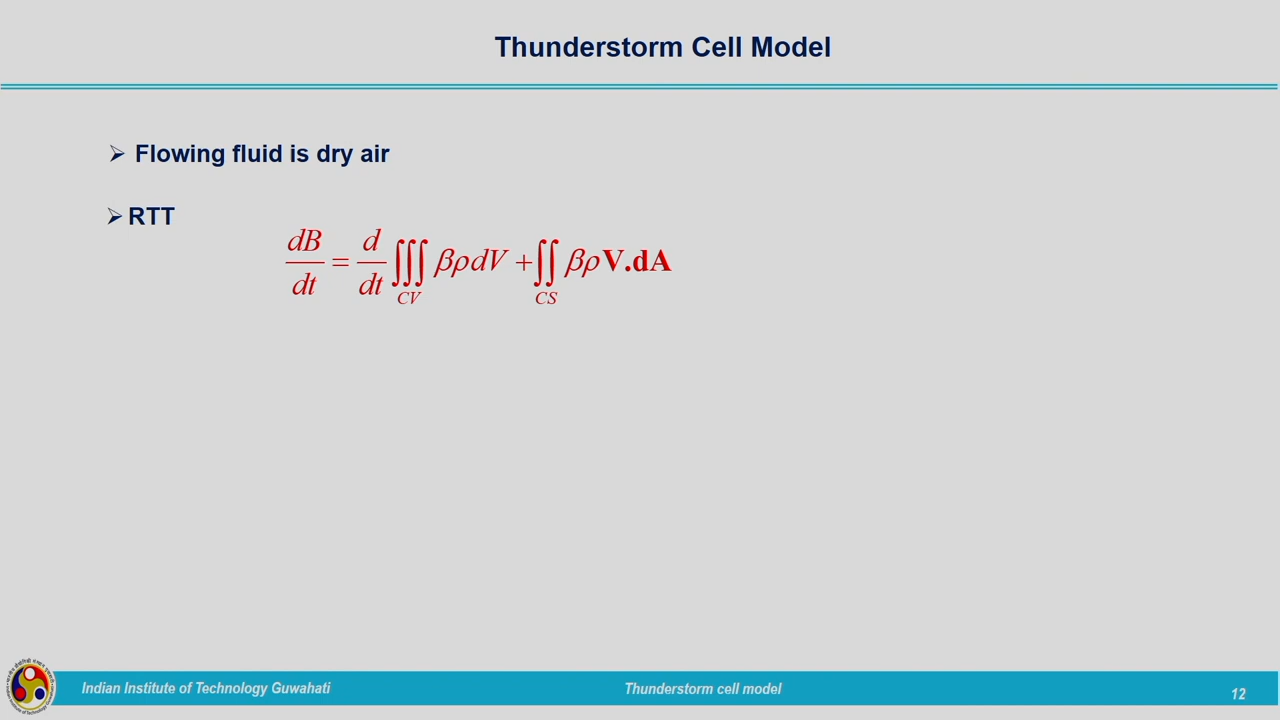 Thunderstorm Cell Model
➢ Flowing fluid is dry air
➢ RTT
dB/dt = d/dt ∭_CV βρdV + ∬_CS βρV.dA
Indian Institute of Technology Guwahati
Thunderstorm cell model
12